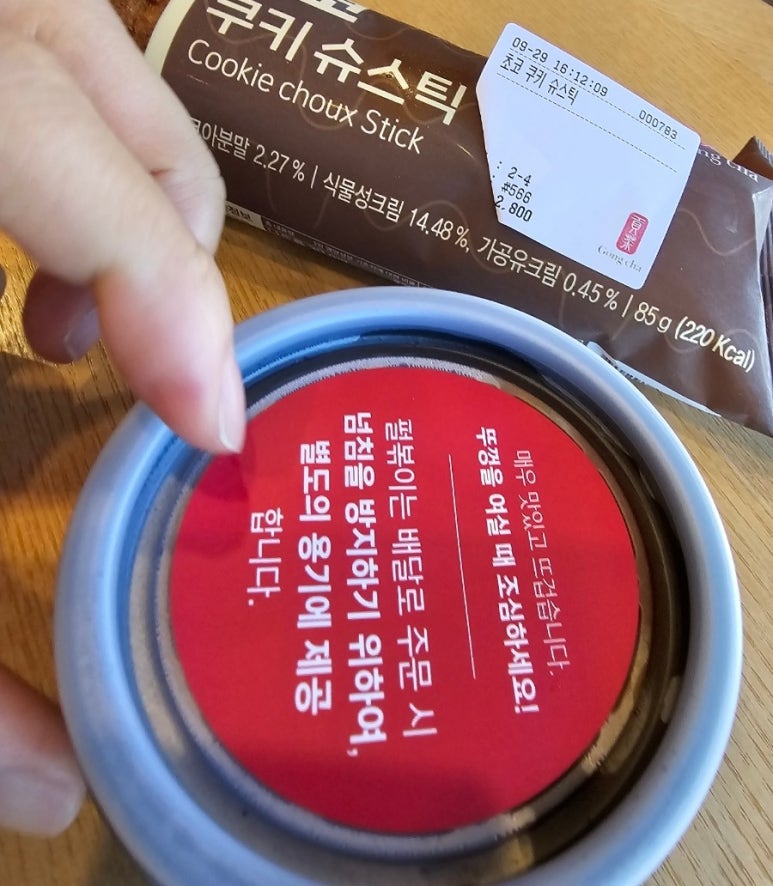 초코
쿠키 슈스틱
Cookie choux Stick
2.27% | 식물성크림 14.48%, 가공유크림 0.45% | 85g (220 Kcal)
09-29 16:12:09 000783
초코 쿠키 슈스틱
: 2-4
: #566
2,800
Gong cha
매우 맛있고 뜨겁습니다.
뚜껑을 여실 때 조심하세요!
떨볶이는 배달로 주문 시
넘침을 방지하기 위하여,
별도의 용기에 제공
합니다.